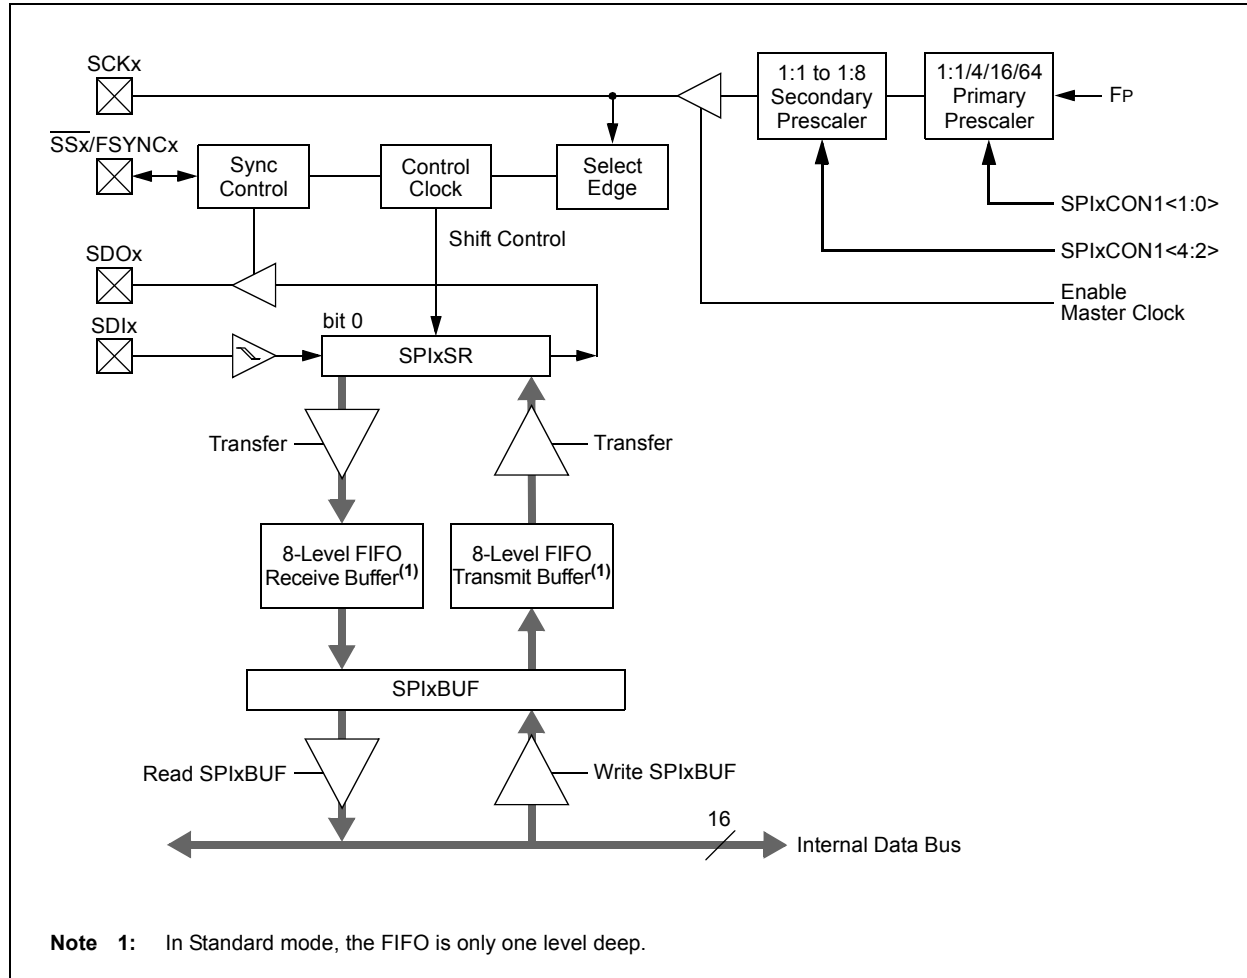 SCKx
1:1 to 1:8
Secondary
Prescaler
1:1/4/16/64
Primary
Prescaler
FP
SSx/FSYNCx
Sync
Control
Control
Clock
Select
Edge
SPIxCON1<1:0>
Shift Control
SPIxCON1<4:2>
SDOx
Enable
Master Clock
SDIx
bit 0
SPIxSR
Transfer
Transfer
8-Level FIFO
Receive Buffer(1)
8-Level FIFO
Transmit Buffer(1)
SPIxBUF
Read SPIxBUF
Write SPIxBUF
16
Internal Data Bus
Note 1: In Standard mode, the FIFO is only one level deep.